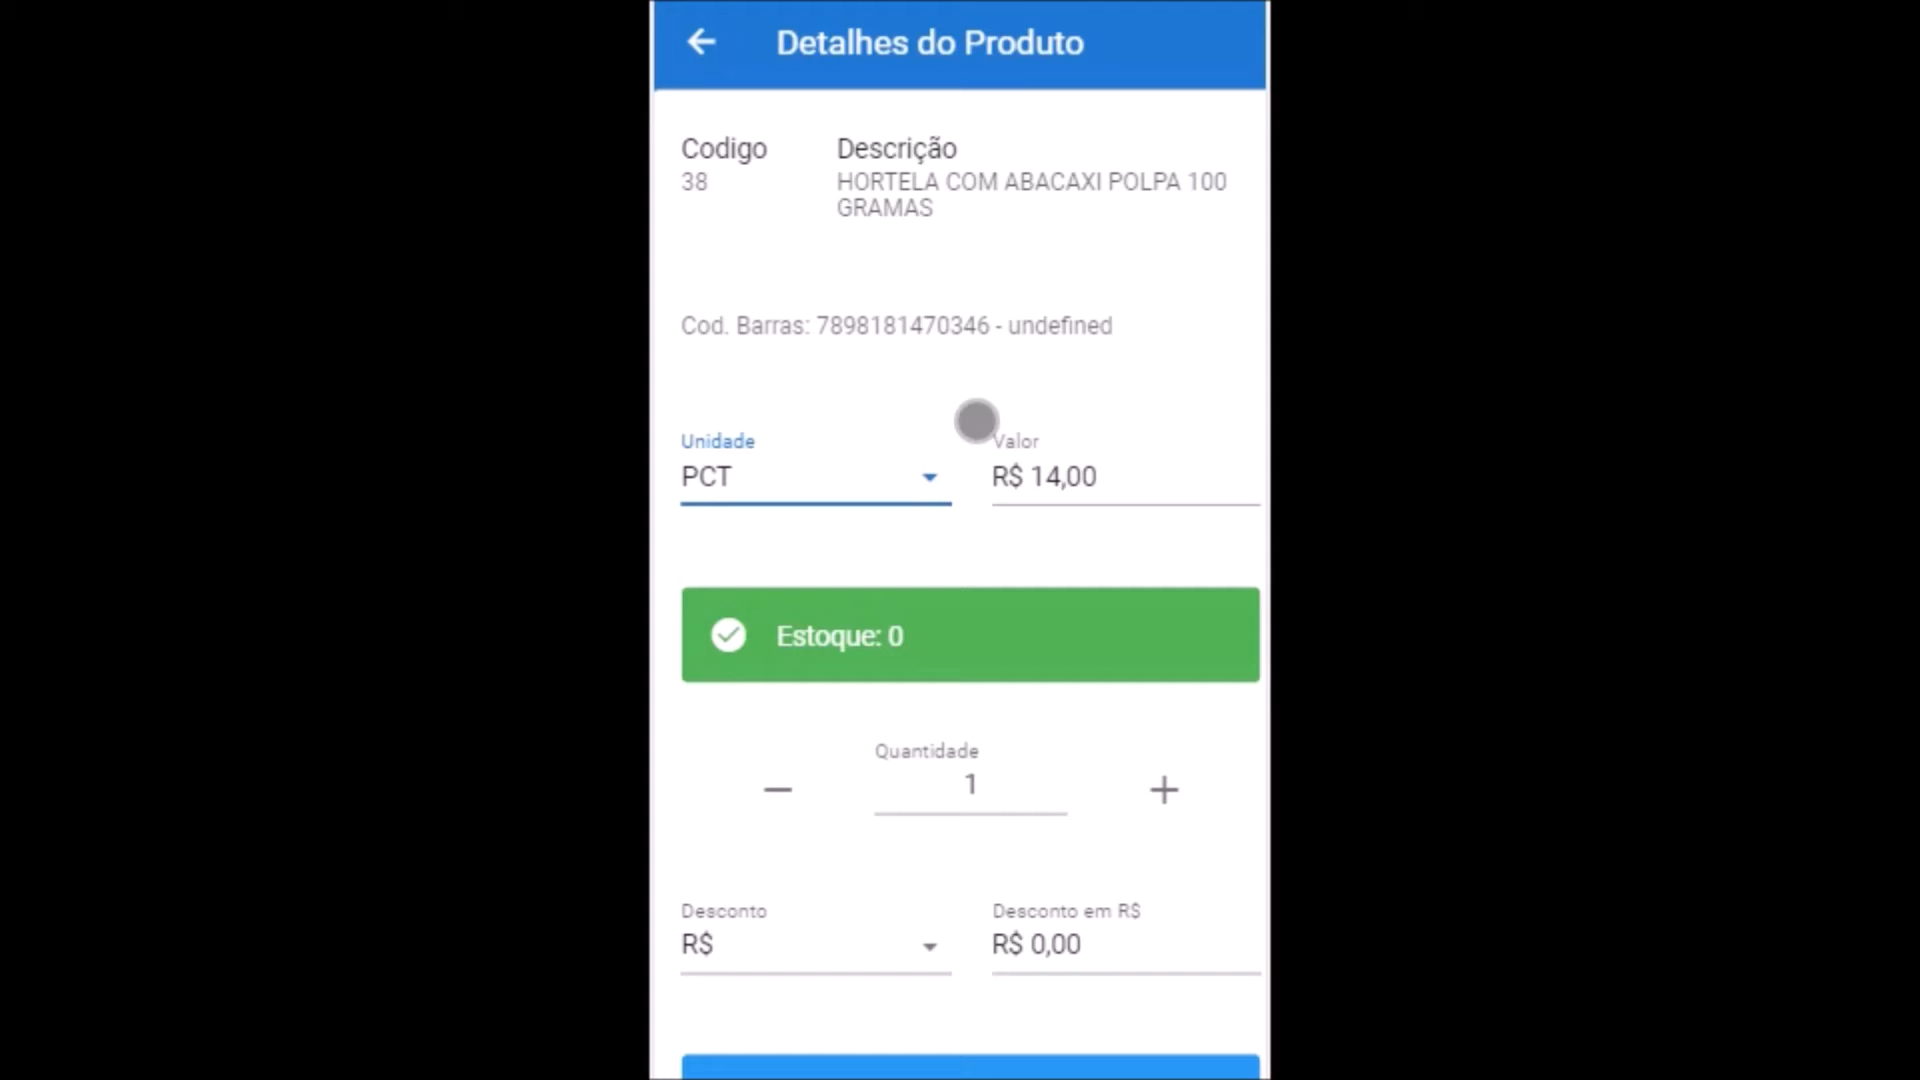 Detalhes do Produto
Codigo
38
Descrição
HORTELA COM ABACAXI POLPA 100
GRAMAS
Cod. Barras: 7898181470346 - undefined
Unidade
PCT
Valor
R$ 14,00
Estoque: 0
Quantidade
1
Desconto
R$
Desconto em R$
R$ 0,00